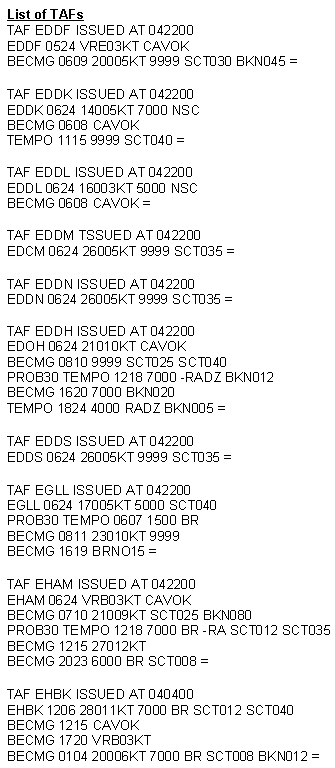 List of TAFs
TAF EDDF ISSUED AT 042200
EDDF 0524 VRE03KT CAVOK
BECMG 0609 20005KT 9999 SCT030 BKN045 =
TAF EDDK ISSUED AT 042200
EDDK 0624 14005KT 7000 NSC
BECMG 0608 CAVOK
TEMPO 1115 9999 SCT040 =
TAF EDDL ISSUED AT 042200
EDDL 0624 16003KT 5000 NSC
BECMG 0608 CAVOK =
TAF EDDM TSSUED AT 042200
EDCM 0624 26005KT 9999 SCT035 =
TAF EDDN ISSUED AT 042200
EDDN 0624 26005KT 9999 SCT035 =
TAF EDDH ISSUED AT 042200
EDOH 0624 21010KT CAVOK
BECMG 0810 9999 SCT025 SCT040
PROB30 TEMPO 1218 7000 -RADZ BKN012
BECMG 1620 7000 BKN020
TEMPO 1824 4000 RADZ BKN005 =
TAF EDDS ISSUED AT 042200
EDDS 0624 26005KT 9999 SCT035 =
TAF EGLL ISSUED AT 042200
EGLL 0624 17005KT 5000 SCT040
PROB30 TEMPO 0607 1500 BR
BECMG 0811 23010KT 9999
BECMG 1619 BRNO15 =
TAF EHAM ISSUED AT 042200
EHAM 0624 VRB03KT CAVOK
BECMG 0710 21009KT SCT025 BKN080
PROB30 TEMPO 1218 7000 BR -RA SCT012 SCT035
BECMG 1215 27012KT
BECMG 2023 6000 BR SCT008 =
TAF EHBK ISSUED AT 040400
EHBK 1206 28011KT 7000 BR SCT012 SCT040
BECMG 1215 CAVOK
BECMG 1720 VRB03KT
BECMG 0104 20006KT 7000 BR SCT008 BKN012 =